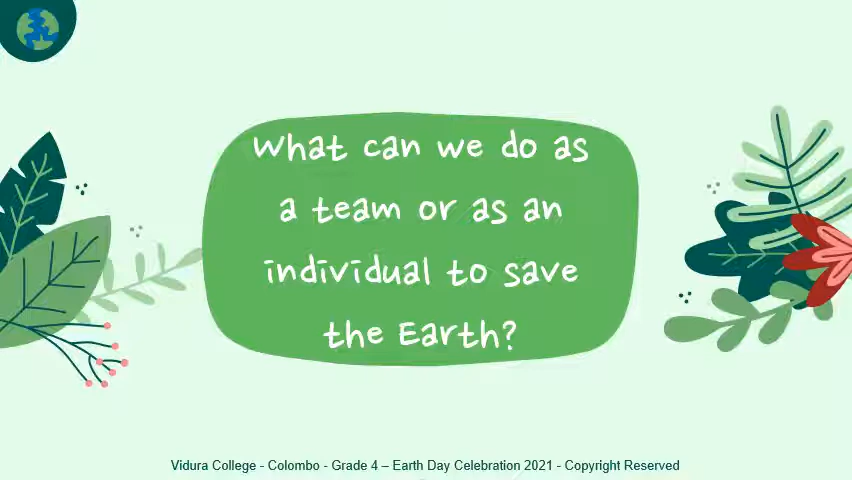 What can we do as
a team or as an
individual to save
the Earth?
Vidura College - Colombo - Grade 4 – Earth Day Celebration 2021 - Copyright Reserved